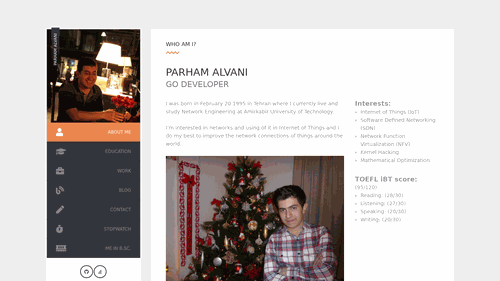 PARHAM ALVANI
ABOUT ME
EDUCATION
WORK
BLOG
CONTACT
STOPWATCH
ME IN B.SC.
WHO AM I?
PARHAM ALVANI
GO DEVELOPER
I was born in February 20 1995 in Tehran where I currently live and
study Network Engineering at Amirkabir University of Technology.
I'm interested in networks and using of it in Internet of Things and I
do my best to improve the network connections of things around the
world.
Interests:
Internet of Things (IoT)
Software Defined Networking
(SDN)
Network Function
Virtualization (NFV)
Kernel Hacking
Mathematical Optimization
TOEFL iBT score:
(95/120)
Reading: (28/30)
Listening: (27/30)
Speaking: (20/30)
Writing: (20/30)